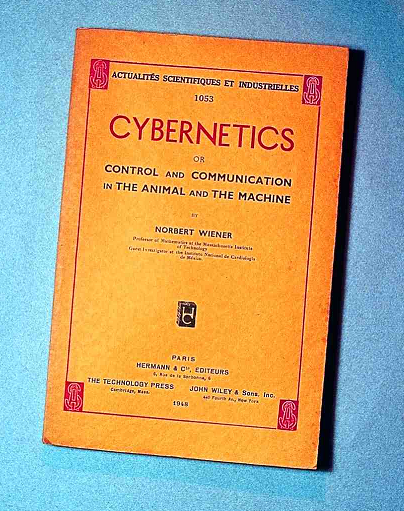 ACTUALITÉS SCIENTIFIQUES ET INDUSTRIELLES
1053
CYBERNETICS
OR
CONTROL AND COMMUNICATION
IN THE ANIMAL AND THE MACHINE
BY
NORBERT WIENER
Professor of Mathematics at the Massachusetts Institute
of Technology
Guest Investigator at the Instituto National de Cardiologia
de Mexico
PARIS
HERMANN & Cie, EDITEURS
6, Rue de la Sorbonne, 6
THE TECHNOLOGY PRESS
Cambridge, Mass.
JOHN WILEY & Sons, Inc.
440 Fourth Av., New York
1948